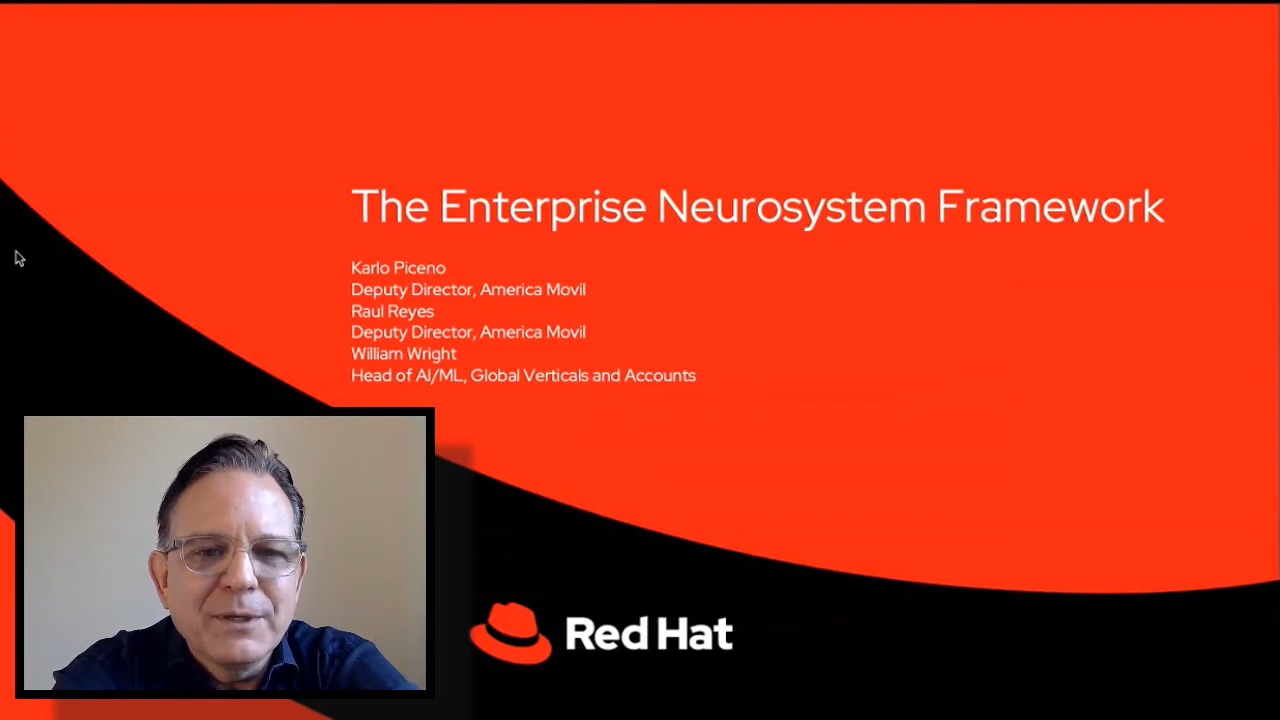 The Enterprise Neurosystem Framework
Karlo Piceno
Deputy Director, America Movil
Raul Reyes
Deputy Director, America Movil
William Wright
Head of AI/ML, Global Verticals and Accounts
Red Hat